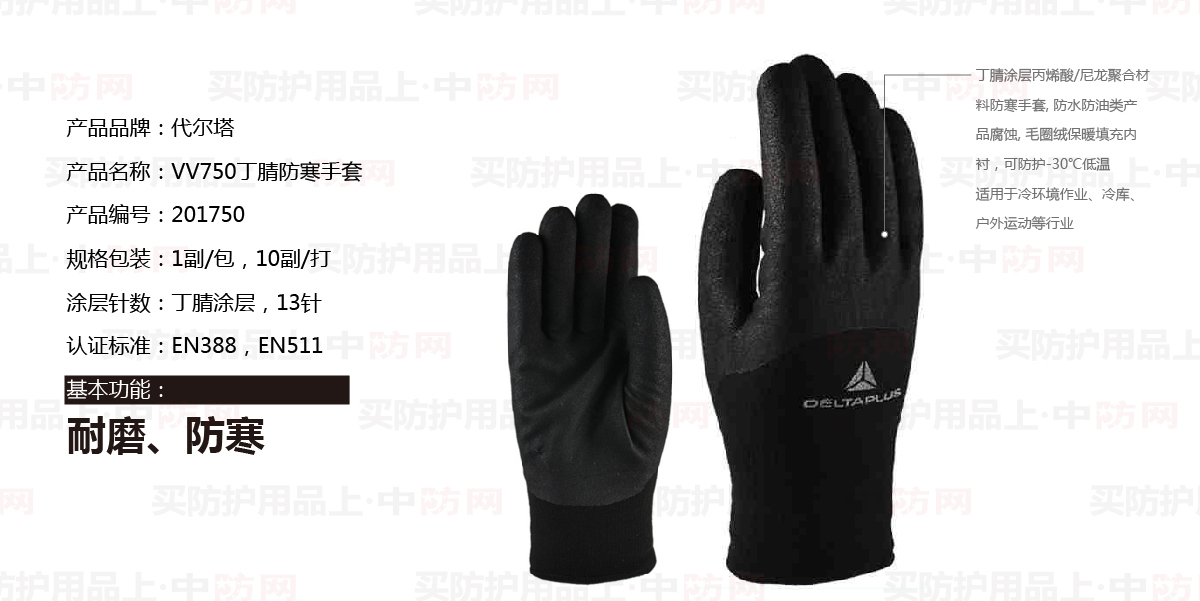 产品品牌：代尔塔
产品名称：VV750丁腈防寒手套
产品编号：201750
规格包装：1副/包，10副/打
涂层针数：丁腈涂层，13针
认证标准：EN388，EN511
基本功能：
耐磨、防寒
丁腈涂层丙烯酸/尼龙聚合材
料防寒手套, 防水防油类产
品腐蚀, 毛圈绒保暖填充内
衬，可防护-30℃低温
适用于冷环境作业、冷库、
户外运动等行业
DELTAPLUS
买防护用品上·中防网